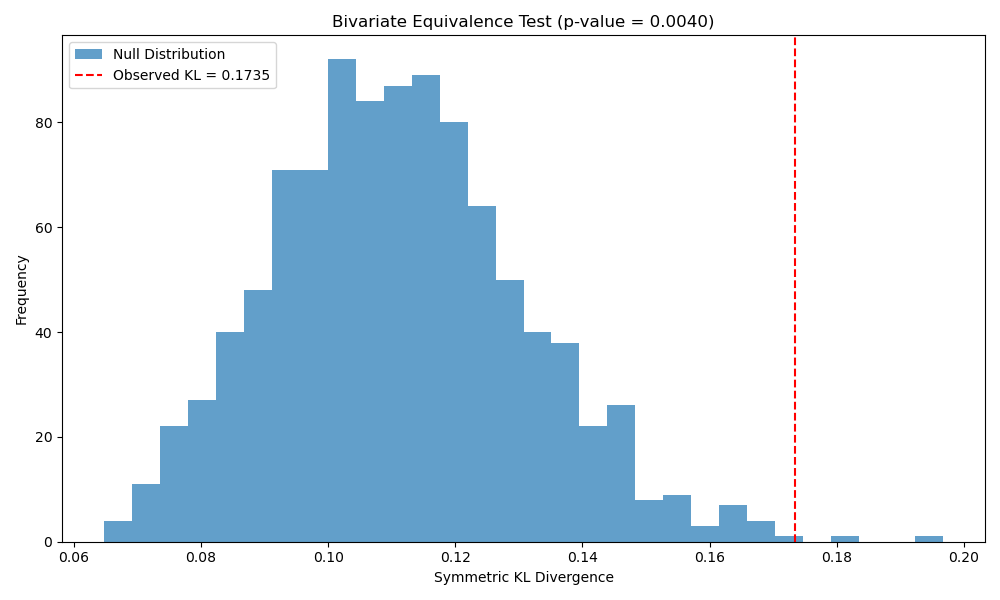 Bivariate Equivalence Test (p-value = 0.0040)
Null Distribution
Observed KL = 0.1735
Frequency
80
60
40
20
0
0.06 0.08 0.10 0.12 0.14 0.16 0.18 0.20
Symmetric KL Divergence